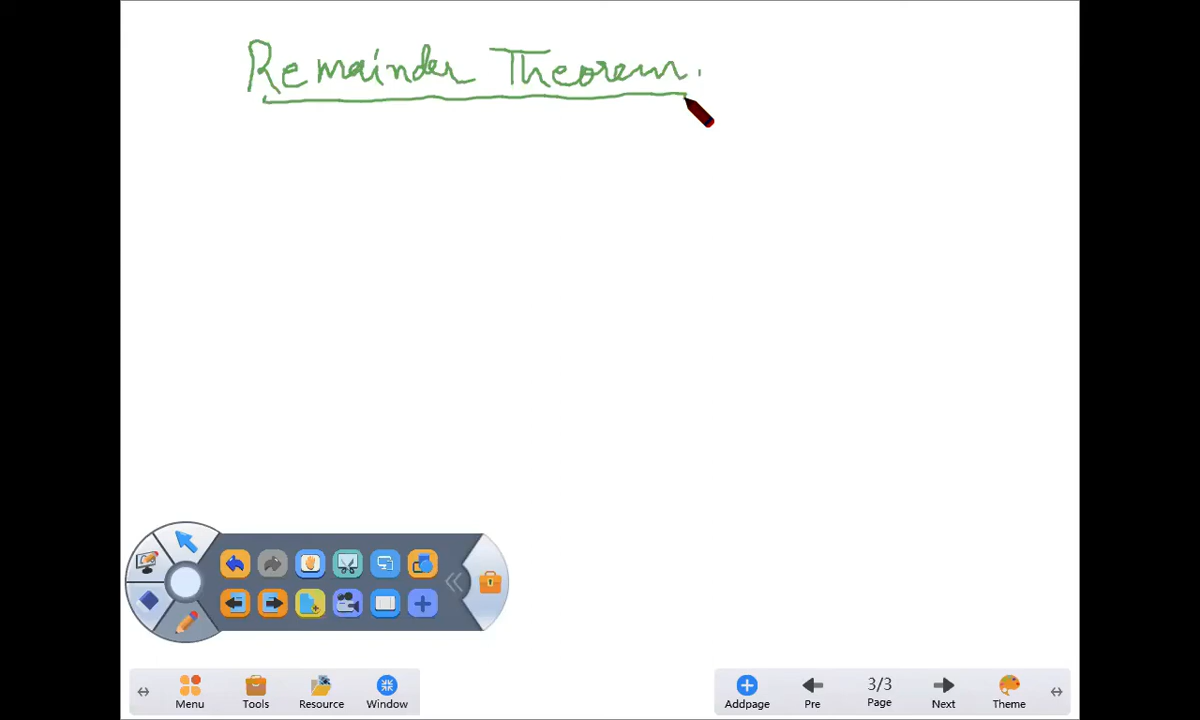 Remainder Theorem.
Menu Tools Resource Window Addpage Pre 3/3 Page Next Theme